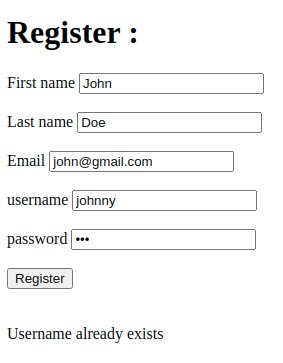 Register :
First name John
Last name Doe
Email john@gmail.com
username johnny
password •••
Register
Username already exists